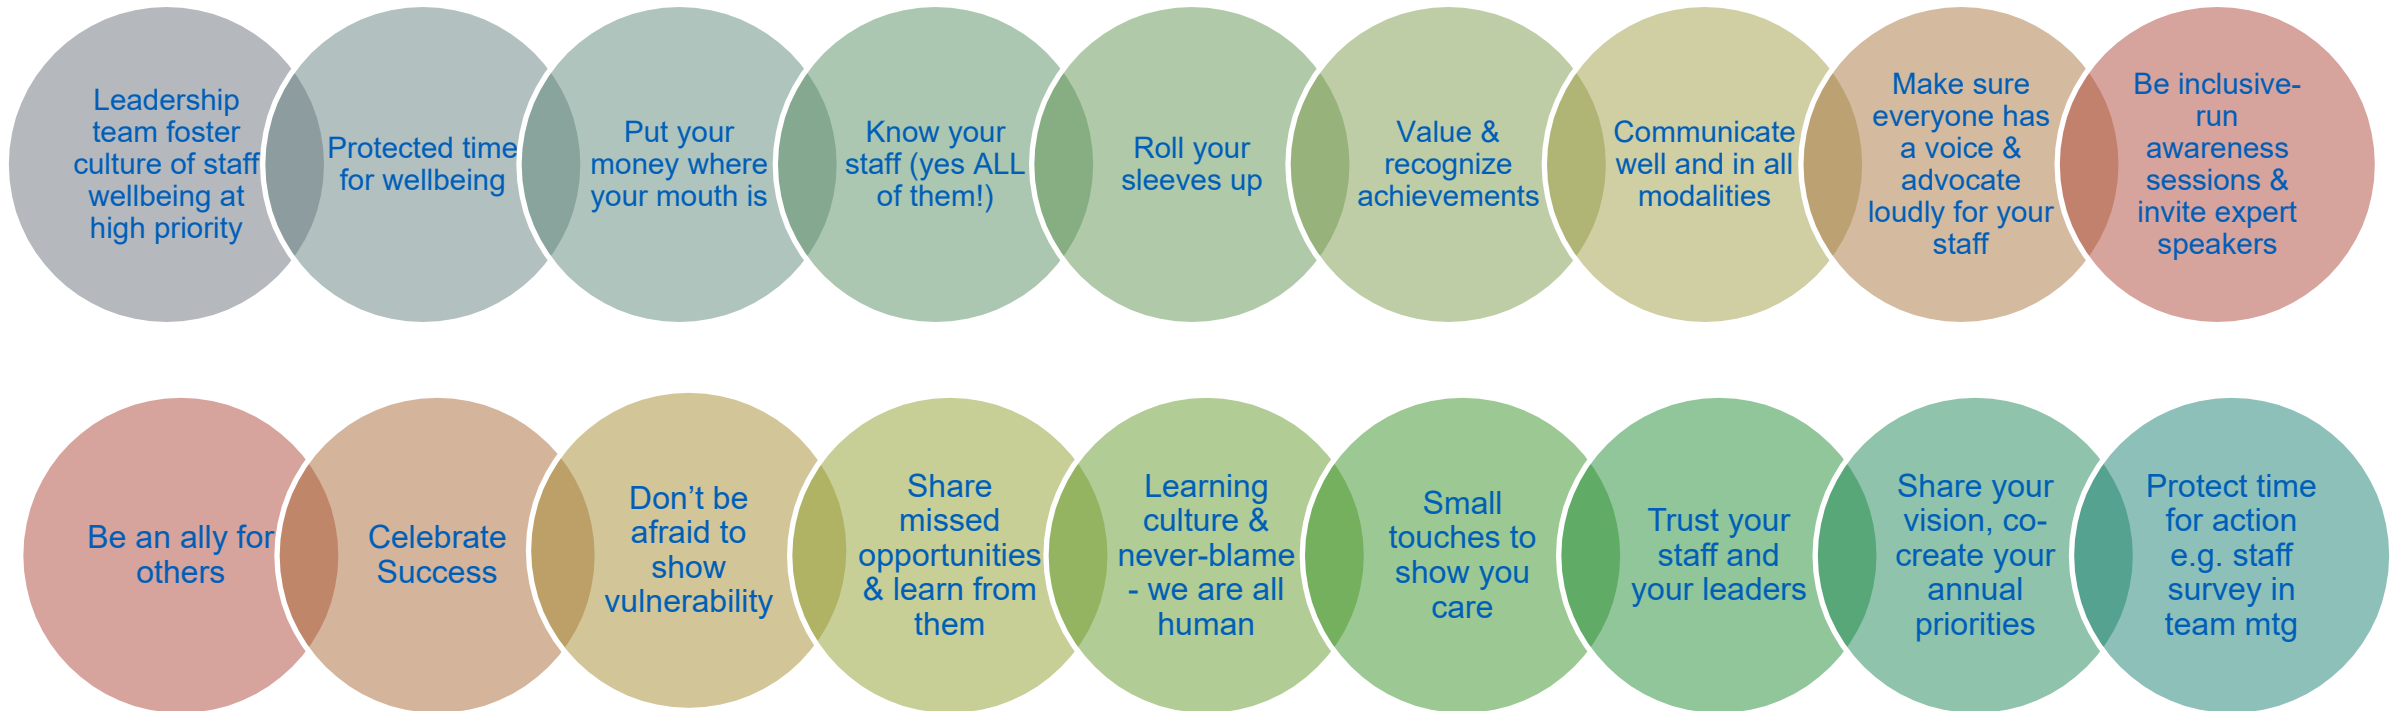 Leadership
team foster
culture of staff
wellbeing at
high priority
Protected time
for wellbeing
Put your
money where
your mouth is
Know your
staff (yes ALL
of them!)
Roll your
sleeves up
Value &
recognize
achievements
Communicate
well and in all
modalities
Make sure
everyone has
a voice &
advocate
loudly for your
staff
Be inclusive-
run
awareness
sessions &
invite expert
speakers
Be an ally for
others
Celebrate
Success
Don’t be
afraid to
show
vulnerability
Share
missed
opportunities
& learn from
them
Learning
culture &
never-blame
- we are all
human
Small
touches to
show you
care
Trust your
staff and
your leaders
Share your
vision, co-
create your
annual
priorities
Protect time
for action
e.g. staff
survey in
team mtg